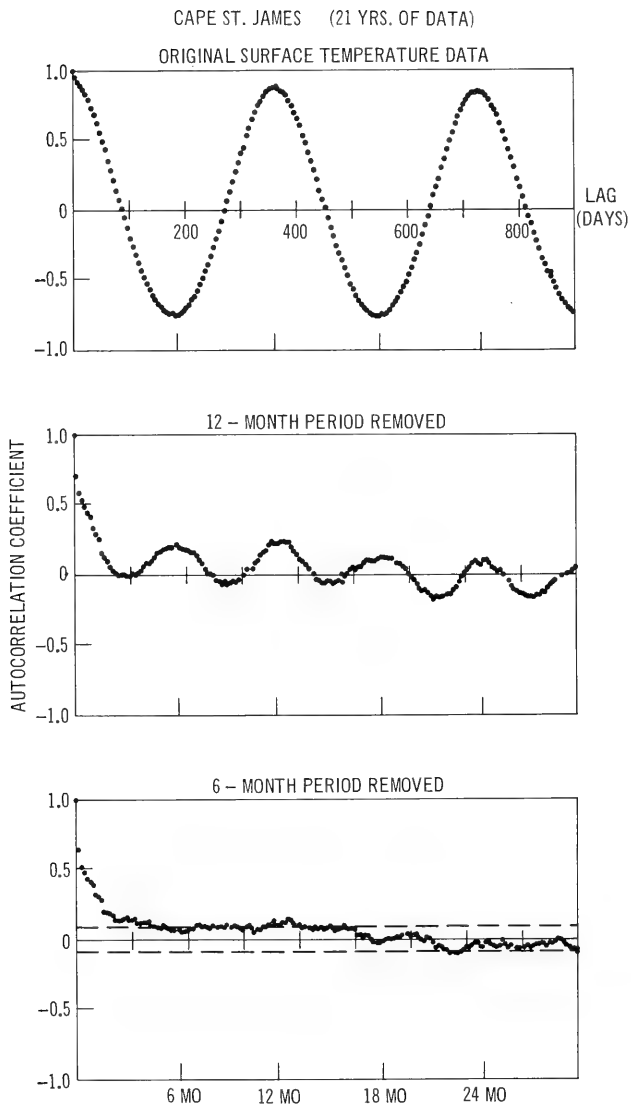 CAPE ST. JAMES (21 YRS. OF DATA)
ORIGINAL SURFACE TEMPERATURE DATA
1.0
0.5
0
-0.5
-1.0
200
400
600
800
LAG
(DAYS)
12 - MONTH PERIOD REMOVED
AUTOCORRELATION COEFFICIENT
1.0
0.5
0
-0.5
-1.0
6 - MONTH PERIOD REMOVED
1.0
0.5
0
-0.5
-1.0
6 MO
12 MO
18 MO
24 MO